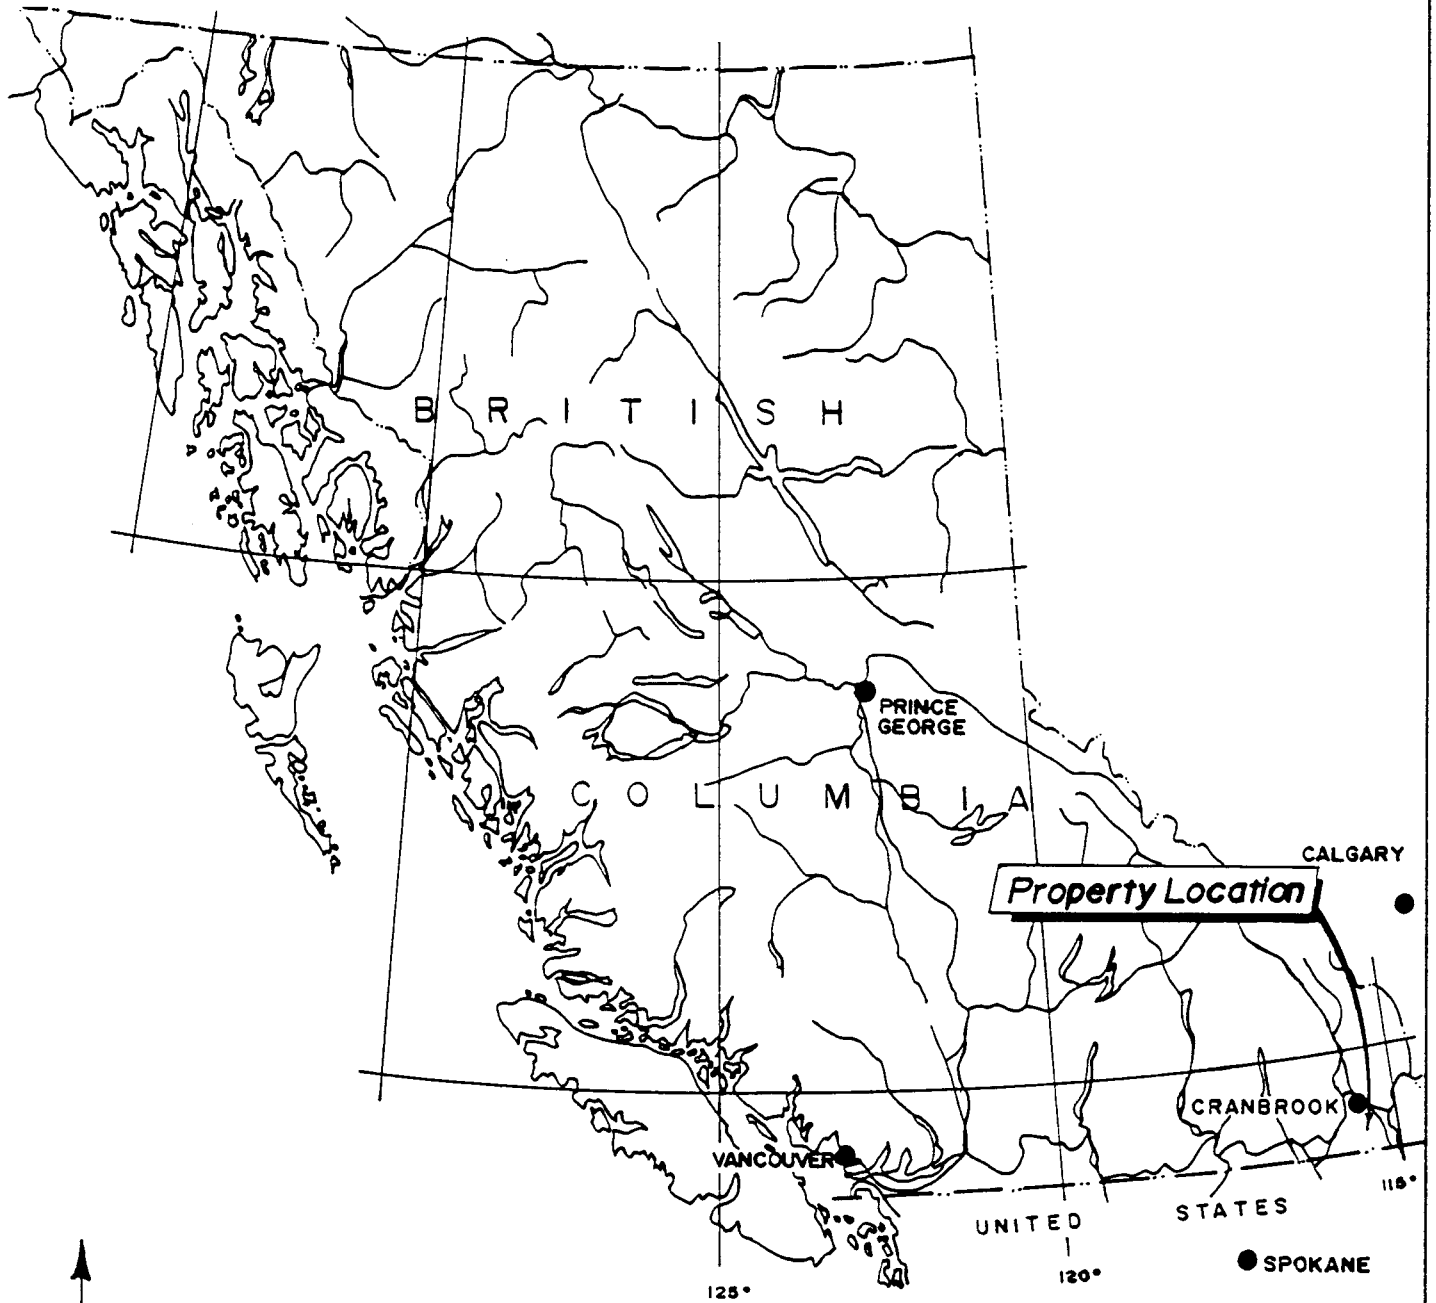 BRITISH
PRINCE
GEORGE
COLUMBIA
CALGARY
Property Location
CRANBROOK
VANCOUVER
115°
UNITED STATES
SPOKANE
120°
125°